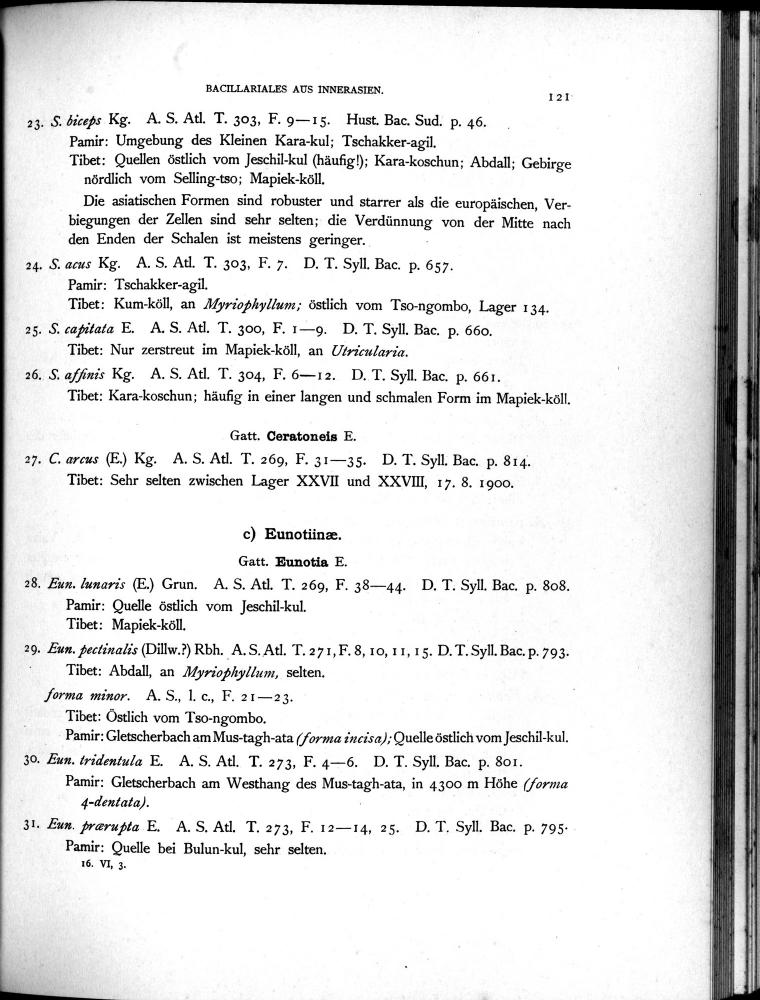 BACILLARIALES AUS INNERASIEN.
121
23. S. biceps Kg. A. S. Atl. T. 303, F. 9—15. Hust. Bac. Sud. p. 46.
Pamir: Umgebung des Kleinen Kara-kul; Tschakker-agil.
Tibet: Quellen östlich vom Jeschil-kul (häufig!); Kara-koschun; Abdall; Gebirge
nördlich vom Selling-tso; Mapiek-köll.
Die asiatischen Formen sind robuster und starrer als die europäischen, Ver-
biegungen der Zellen sind sehr selten; die Verdünnung von der Mitte nach
den Enden der Schalen ist meistens geringer.
24. S. acus Kg. A. S. Atl. T. 303, F. 7. D. T. Syll. Bac. p. 657.
Pamir: Tschakker-agil.
Tibet: Kum-köll, an Myriophyllum; östlich vom Tso-ngombo, Lager 134.
25. S. capitata E. A. S. Atl. T. 300, F. 1—9. D. T. Syll. Bac. p. 660.
Tibet: Nur zerstreut im Mapiek-köll, an Utricularia.
26. S. affinis Kg. A. S. Atl. T. 304, F. 6—12. D. T. Syll. Bac. p. 661.
Tibet: Kara-koschun; häufig in einer langen und schmalen Form im Mapiek-köll.
Gatt. Ceratoneis E.
27. C. arcus (E.) Kg. A. S. Atl. T. 269, F. 31—35. D. T. Syll. Bac. p. 814.
Tibet: Sehr selten zwischen Lager XXVII und XXVIII, 17. 8. 1900.
c) Eunotiinæ.
Gatt. Eunotia E.
28. Eun. lunaris (E.) Grun. A. S. Atl. T. 269, F. 38—44. D. T. Syll. Bac. p. 808.
Pamir: Quelle östlich vom Jeschil-kul.
Tibet: Mapiek-köll.
29. Eun. pectinalis (Dillw.?) Rbh. A. S. Atl. T. 271, F. 8, 10, 11, 15. D. T. Syll. Bac. p. 793.
Tibet: Abdall, an Myriophyllum, selten.
forma minor. A. S., l. c., F. 21—23.
Tibet: Östlich vom Tso-ngombo.
Pamir: Gletscherbach am Mus-tagh-ata (forma incisa); Quelle östlich vom Jeschil-kul.
30. Eun. tridentula E. A. S. Atl. T. 273, F. 4—6. D. T. Syll. Bac. p. 801.
Pamir: Gletscherbach am Westhang des Mus-tagh-ata, in 4300 m Höhe (forma
4-dentata).
31. Eun. prærupta E. A. S. Atl. T. 273, F. 12—14, 25. D. T. Syll. Bac. p. 795.
Pamir: Quelle bei Bulun-kul, sehr selten.
16. VI, 3.